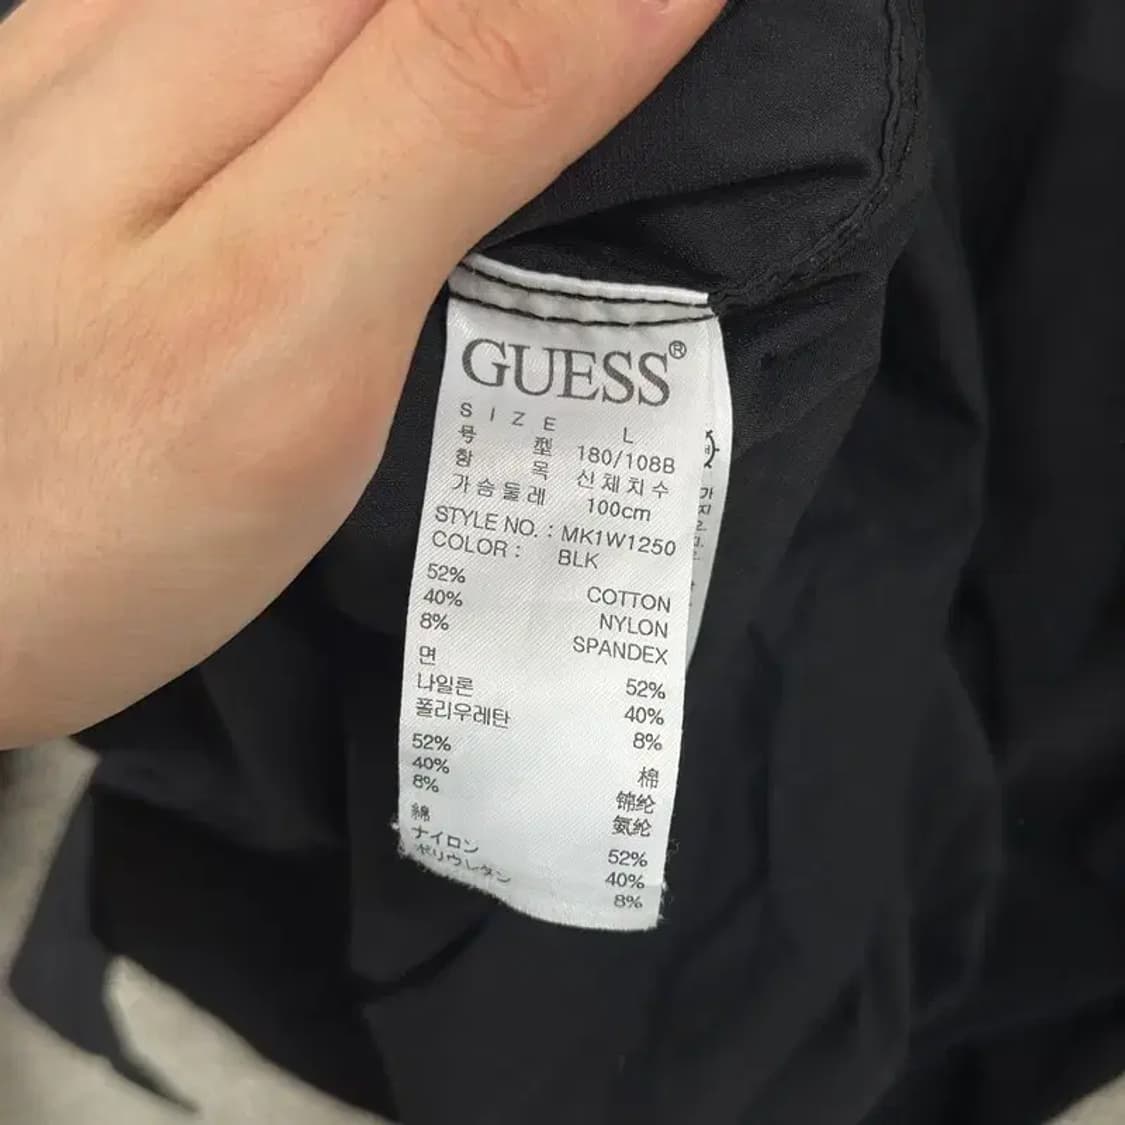 GUESS®
SIZE L
号型 180/108B
항목 신체치수
가슴둘레 100cm
STYLE NO. : MK1W1250
COLOR : BLK
52% COTTON
40% NYLON
8% SPANDEX
면 52%
나일론 40%
폴리우레탄 8%
52% 棉
40% 锦纶
8% 氨纶
綿 52%
ナイロン 40%
ポリウレタン 8%